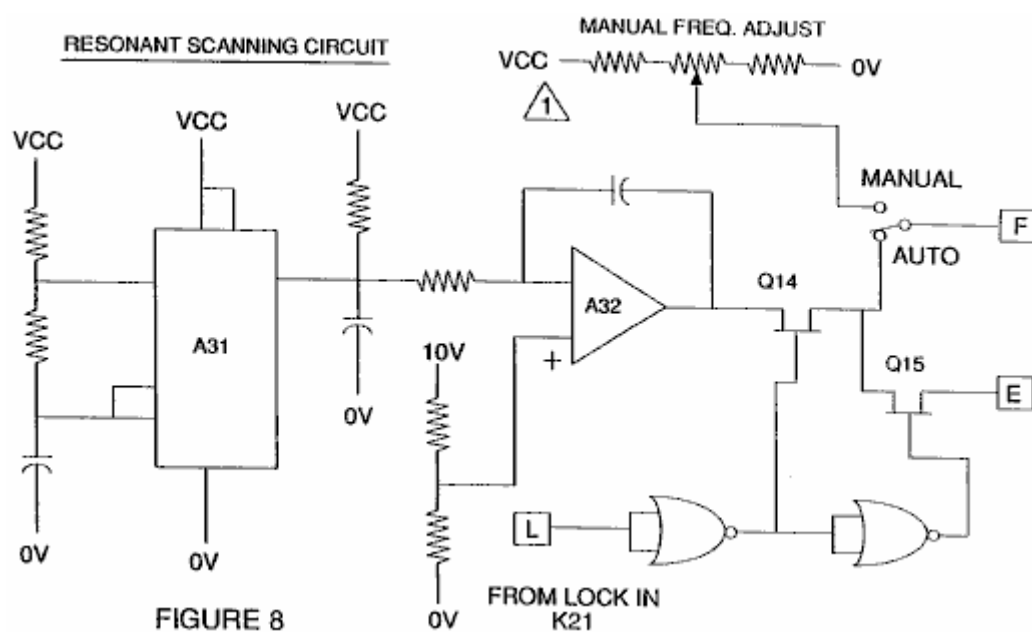 RESONANT SCANNING CIRCUIT
MANUAL FREQ. ADJUST
VCC
0V
1
VCC
VCC
VCC
MANUAL
F
AUTO
A31
A32
+
Q14
Q15
E
10V
0V
L
0V
0V
0V
FROM LOCK IN
K21
FIGURE 8